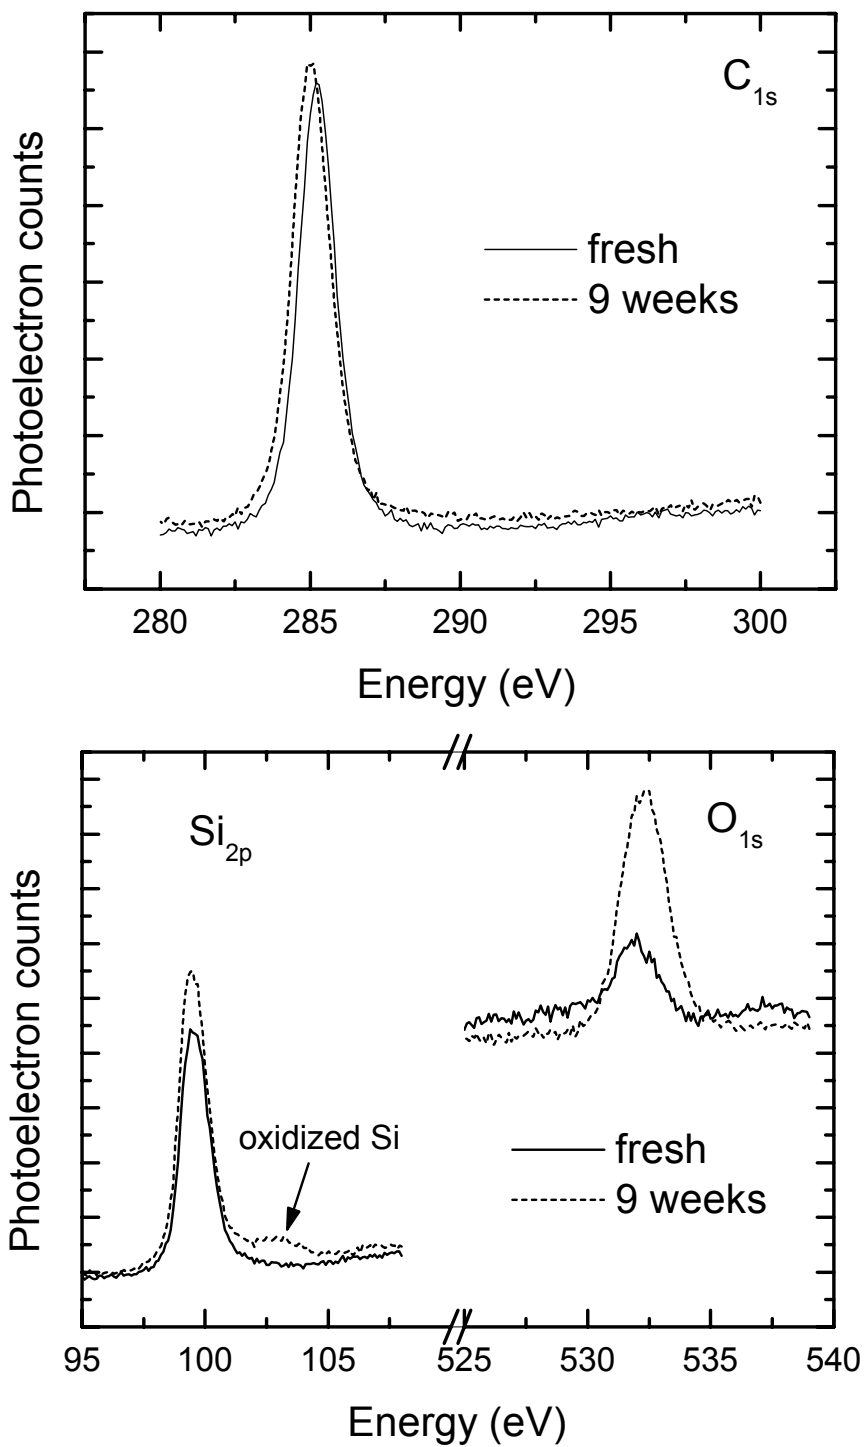 C1s
Photoelectron counts
fresh
9 weeks
280 285 290 295 300
Energy (eV)
Si2p
O1s
Photoelectron counts
oxidized Si
fresh
9 weeks
95 100 105 525 530 535 540
Energy (eV)